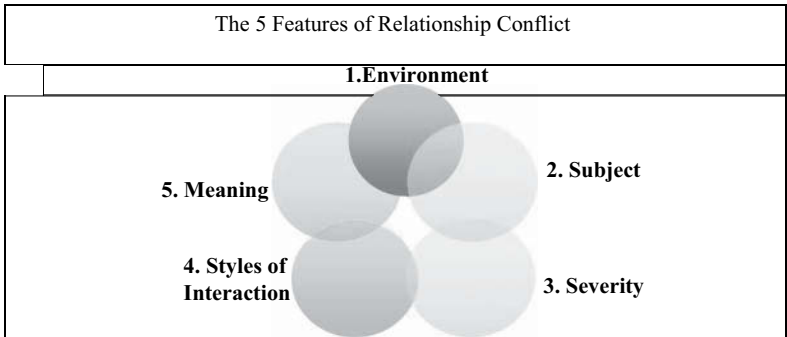 The 5 Features of Relationship Conflict
1.Environment
2. Subject
5. Meaning
4. Styles of
Interaction
3. Severity